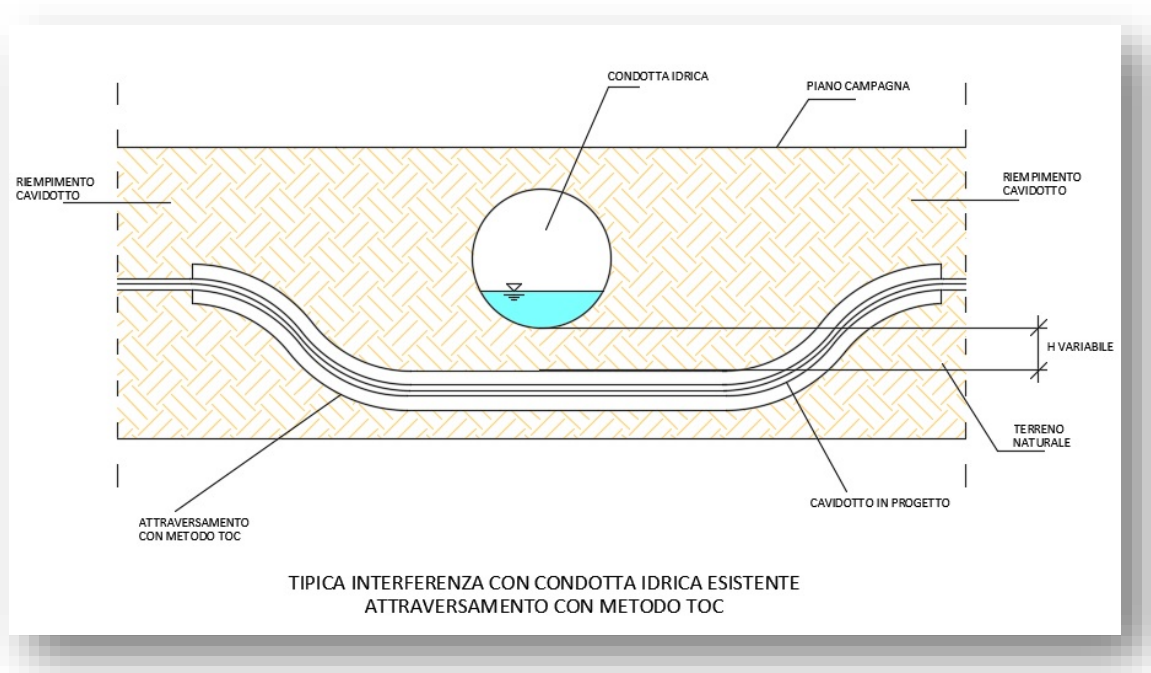 CONDOTTA IDRICA
PIANO CAMPAGNA
RIEMPIMENTO
CAVIDOTTO
RIEMPIMENTO
CAVIDOTTO
H VARIABILE
TERRENO
NATURALE
CAVIDOTTO IN PROGETTO
ATTRAVERSAMENTO
CON METODO TOC
TIPICA INTERFERENZA CON CONDOTTA IDRICA ESISTENTE
ATTRAVERSAMENTO CON METODO TOC